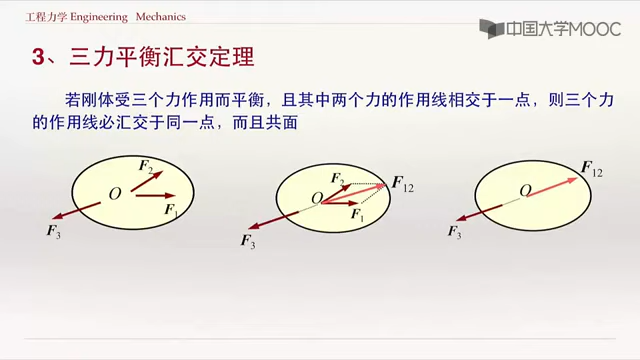 工程力学 Engineering Mechanics
中国大学MOOC
3、三力平衡汇交定理
若刚体受三个力作用而平衡，且其中两个力的作用线相交于一点，则三个力
的作用线必汇交于同一点，而且共面
F2
O
F1
F3
F2
O
F12
F1
F3
F12
O
F3